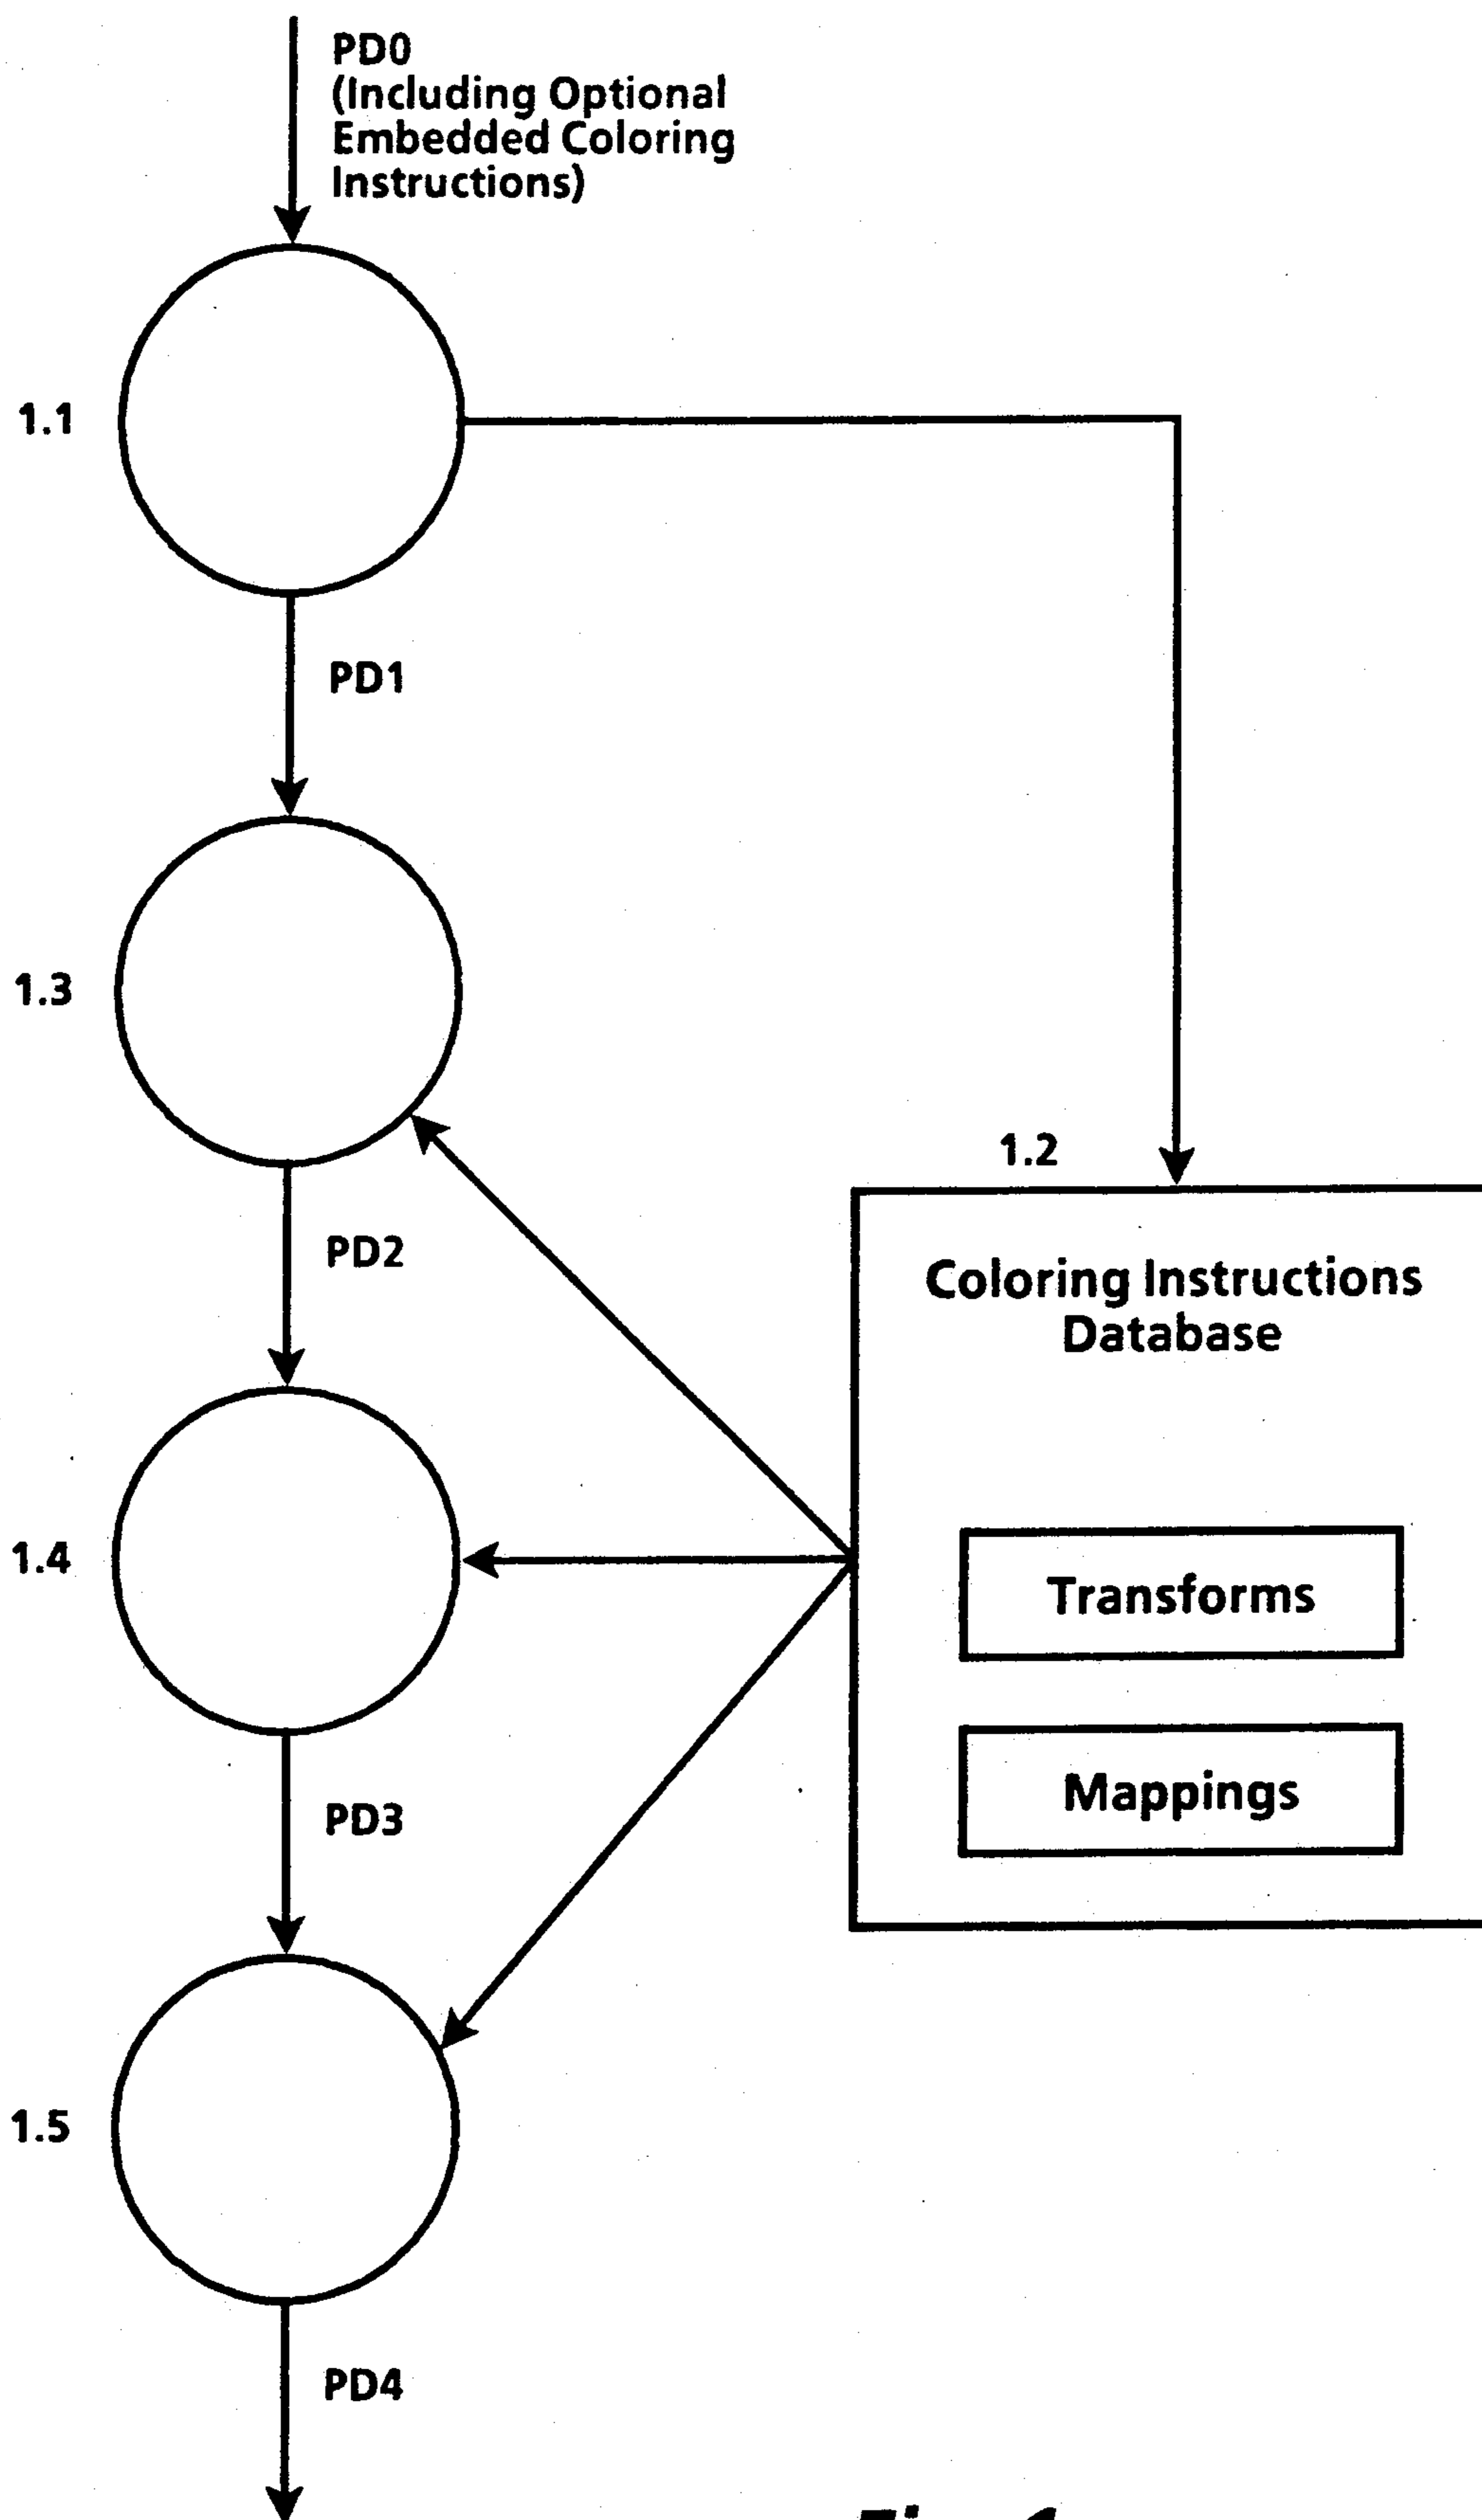 PD0
(Including Optional
Embedded Coloring
Instructions)
1.1
PD1
1.3
1.2
PD2
Coloring Instructions
Database
1.4
Transforms
Mappings
PD3
1.5
PD4